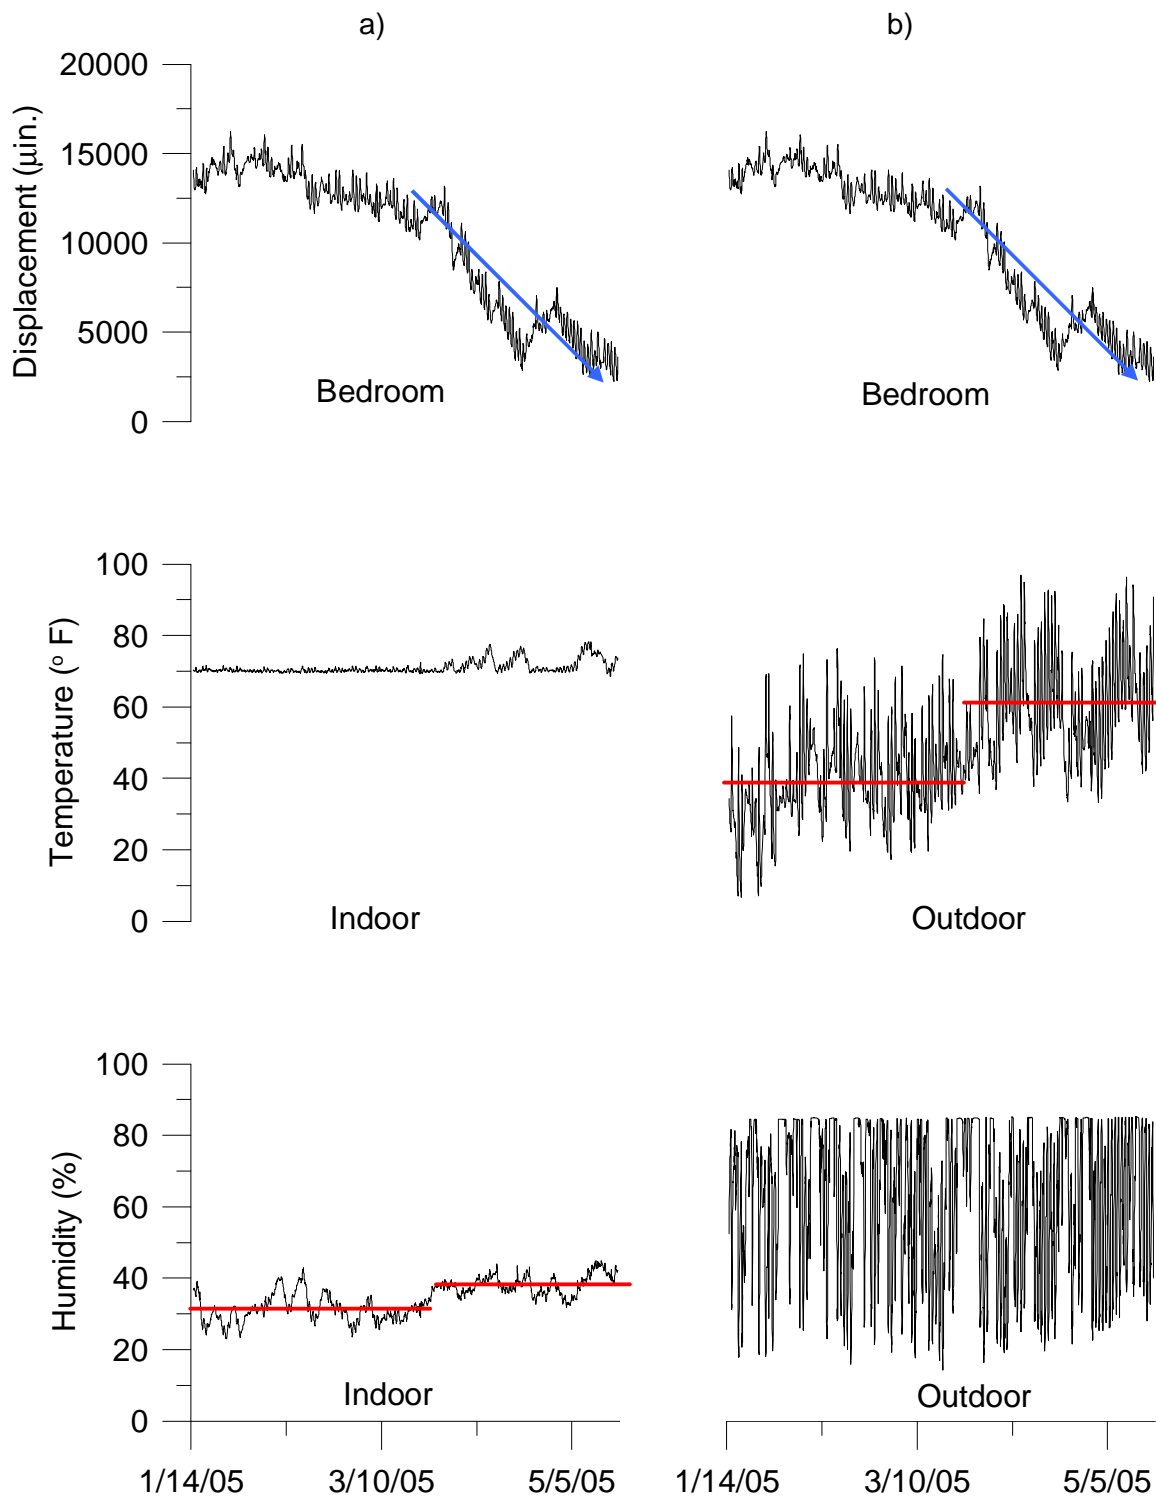 a)
b)
Displacement (μin.)
20000
15000
10000
5000
0
Bedroom
Bedroom
Temperature (° F)
100
80
60
40
20
0
Indoor
Outdoor
Humidity (%)
100
80
60
40
20
0
Indoor
Outdoor
1/14/05 3/10/05 5/5/05
1/14/05 3/10/05 5/5/05